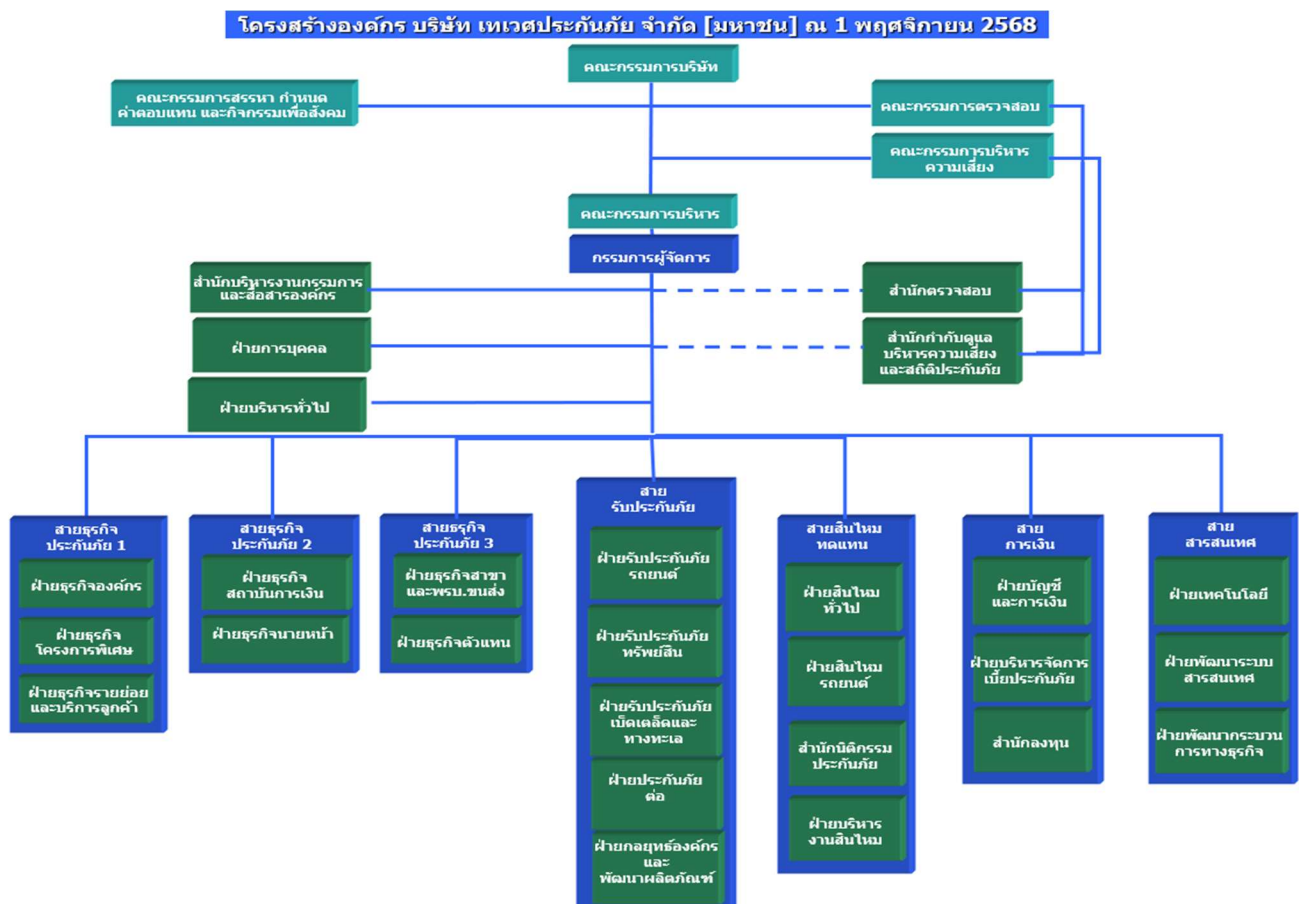 โครงสร้างองค์กร บริษัท เทเวศประกันภัย จำกัด [มหาชน] ณ 1 พฤศจิกายน 2568
คณะกรรมการบริษัท
คณะกรรมการสรรหา กำหนด
ค่าตอบแทน และกิจกรรมเพื่อสังคม
คณะกรรมการตรวจสอบ
คณะกรรมการบริหาร
ความเสี่ยง
คณะกรรมการบริหาร
กรรมการผู้จัดการ
สำนักบริหารงานกรรมการ
และสื่อสารองค์กร
สำนักตรวจสอบ
ฝ่ายการบุคคล
สำนักกำกับดูแล
บริหารความเสี่ยง
และสถิติประกันภัย
ฝ่ายบริหารทั่วไป
สายธุรกิจ
ประกันภัย 1
ฝ่ายธุรกิจองค์กร
ฝ่ายธุรกิจ
โครงการพิเศษ
ฝ่ายธุรกิจรายย่อย
และบริการลูกค้า
สายธุรกิจ
ประกันภัย 2
ฝ่ายธุรกิจ
สถาบันการเงิน
ฝ่ายธุรกิจนายหน้า
สายธุรกิจ
ประกันภัย 3
ฝ่ายธุรกิจสาขา
และพรบ.ขนส่ง
ฝ่ายธุรกิจตัวแทน
สาย
รับประกันภัย
ฝ่ายรับประกันภัย
รถยนต์
ฝ่ายรับประกันภัย
ทรัพย์สิน
ฝ่ายรับประกันภัย
เบ็ดเตล็ดและ
ทางทะเล
ฝ่ายประกันภัย
ต่อ
ฝ่ายกลยุทธ์องค์กร
และ
พัฒนาผลิตภัณฑ์
สายสินไหม
ทดแทน
ฝ่ายสินไหม
ทั่วไป
ฝ่ายสินไหม
รถยนต์
สำนักนิติกรรม
ประกันภัย
ฝ่ายบริหาร
งานสินไหม
สาย
การเงิน
ฝ่ายบัญชี
และการเงิน
ฝ่ายบริหารจัดการ
เบี้ยประกันภัย
สำนักลงทุน
สาย
สารสนเทศ
ฝ่ายเทคโนโลยี
ฝ่ายพัฒนาระบบ
สารสนเทศ
ฝ่ายพัฒนากระบวน
การทางธุรกิจ